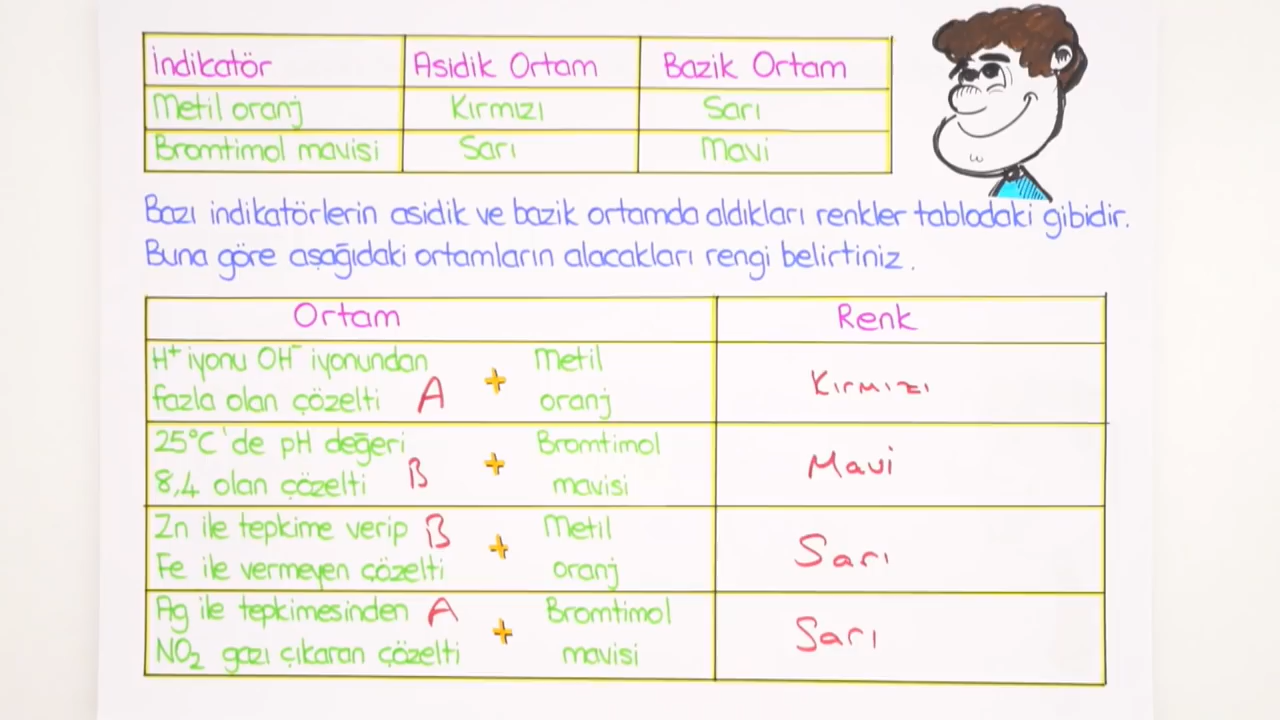 İndikatör Asidik Ortam Bazik Ortam
Metil oranj Kırmızı Sarı
Bromtimol mavisi Sarı Mavi
Bazı indikatörlerin asidik ve bazik ortamda aldıkları renkler tablodaki gibidir.
Buna göre aşağıdaki ortamların alacakları rengi belirtiniz.
Ortam Renk
H⁺ iyonu OH⁻ iyonundan
fazla olan çözelti A + Metil
oranj Kırmızı
25°C'de pH değeri
8,4 olan çözelti B + Bromtimol
mavisi Mavi
Zn ile tepkime verip B
Fe ile vermeyen çözelti + Metil
oranj Sarı
Ag ile tepkimesinden A
NO₂ gazı çıkaran çözelti + Bromtimol
mavisi Sarı